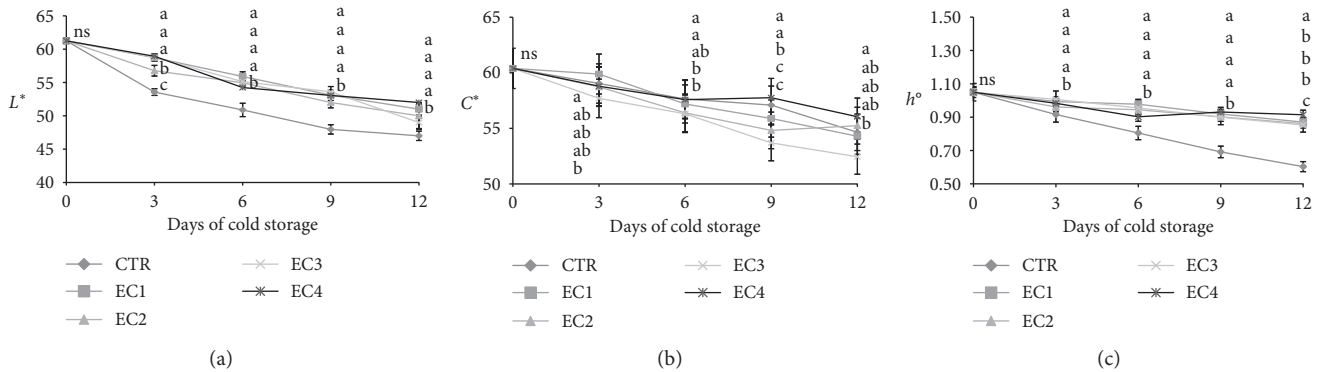 65
60
55
50
45
40
L*
ns
a
a
a
b
c
a
a
a
a
b
a
a
a
a
b
a
a
a
a
b
0
3
6
9
12
Days of cold storage
CTR
EC1
EC2
EC3
EC4
(a)
65
60
55
50
C*
ns
a
ab
ab
ab
b
a
a
ab
b
b
a
a
b
c
c
a
ab
ab
ab
b
0
3
6
9
12
Days of cold storage
CTR
EC1
EC2
EC3
EC4
(b)
1.50
1.30
1.10
0.90
0.70
0.50
h°
ns
a
a
a
a
b
a
a
a
a
b
a
a
a
a
b
a
b
b
b
c
0
3
6
9
12
Days of cold storage
CTR
EC1
EC2
EC3
EC4
(c)